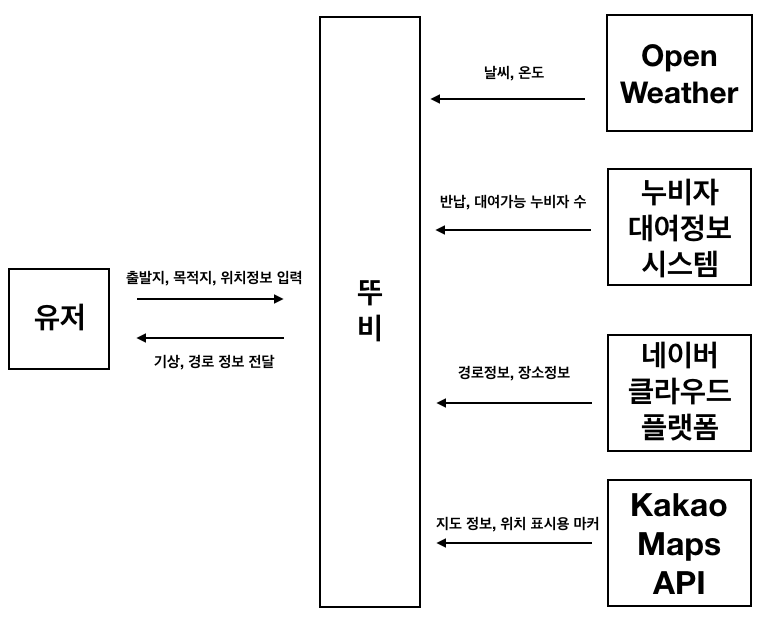 유저
출발지, 목적지, 위치정보 입력
기상, 경로 정보 전달
뚜
비
날씨, 온도
Open
Weather
반납, 대여가능 누비자 수
누비자
대여정보
시스템
경로정보, 장소정보
네이버
클라우드
플랫폼
지도 정보, 위치 표시용 마커
Kakao
Maps
API